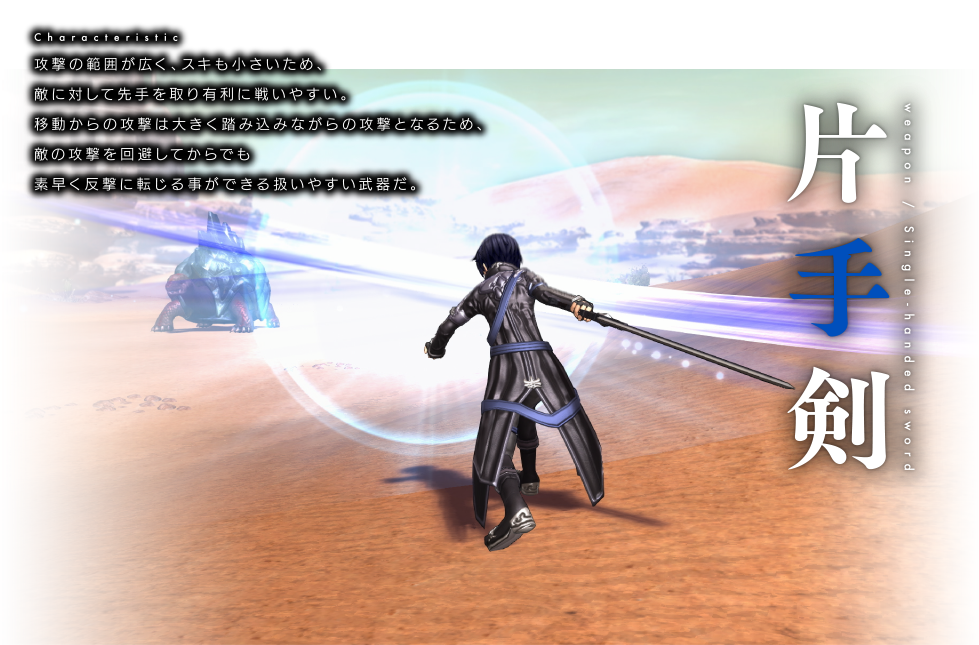 Characteristic
攻撃の範囲が広く、スキも小さいため、
敵に対して先手を取り有利に戦いやすい。
移動からの攻撃は大きく踏み込みながらの攻撃となるため、
敵の攻撃を回避してからでも
素早く反撃に転じる事ができる扱いやすい武器だ。
片手剣
weapon / Single-handed sword